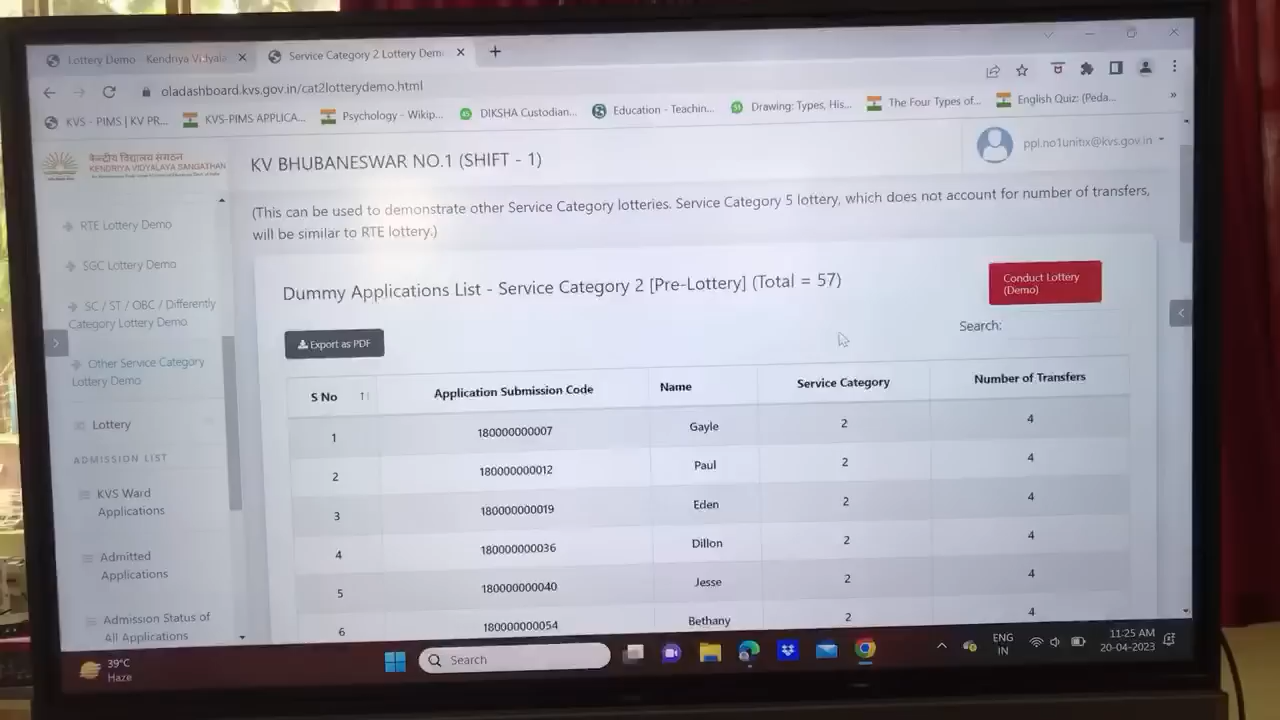 Lottery Demo - Kendriya Vidyala
Service Category 2 Lottery Dem
oladashboard.kvs.gov.in/cat2lotterydemo.html
KVS - PIMS | KV PR...
KVS-PIMS APPLICA...
Psychology - Wikip...
DIKSHA Custodian...
Education - Teachin...
Drawing: Types, His...
The Four Types of...
English Quiz: (Peda...
»
केन्द्रीय विद्यालय संगठन
KENDRIYA VIDYALAYA SANGATHAN
KV BHUBANESWAR NO.1 (SHIFT - 1)
ppl.no1unitix@kvs.gov.in
(This can be used to demonstrate other Service Category lotteries. Service Category 5 lottery, which does not account for number of transfers,
will be similar to RTE lottery.)
RTE Lottery Demo
SGC Lottery Demo
SC / ST / OBC / Differently
Category Lottery Demo
Other Service Category
Lottery Demo
Lottery
ADMISSION LIST
KVS Ward
Applications
Admitted
Applications
Admission Status of
All Applications
Dummy Applications List - Service Category 2 [Pre-Lottery] (Total = 57)
Conduct Lottery
(Demo)
Export as PDF
Search:
S No Application Submission Code Name Service Category Number of Transfers
1 180000000007 Gayle 2 4
2 180000000012 Paul 2 4
3 180000000019 Eden 2 4
4 180000000036 Dillon 2 4
5 180000000040 Jesse 2 4
6 180000000054 Bethany 2 4
39°C
Haze
Search
ENG
IN
11:25 AM
20-04-2023